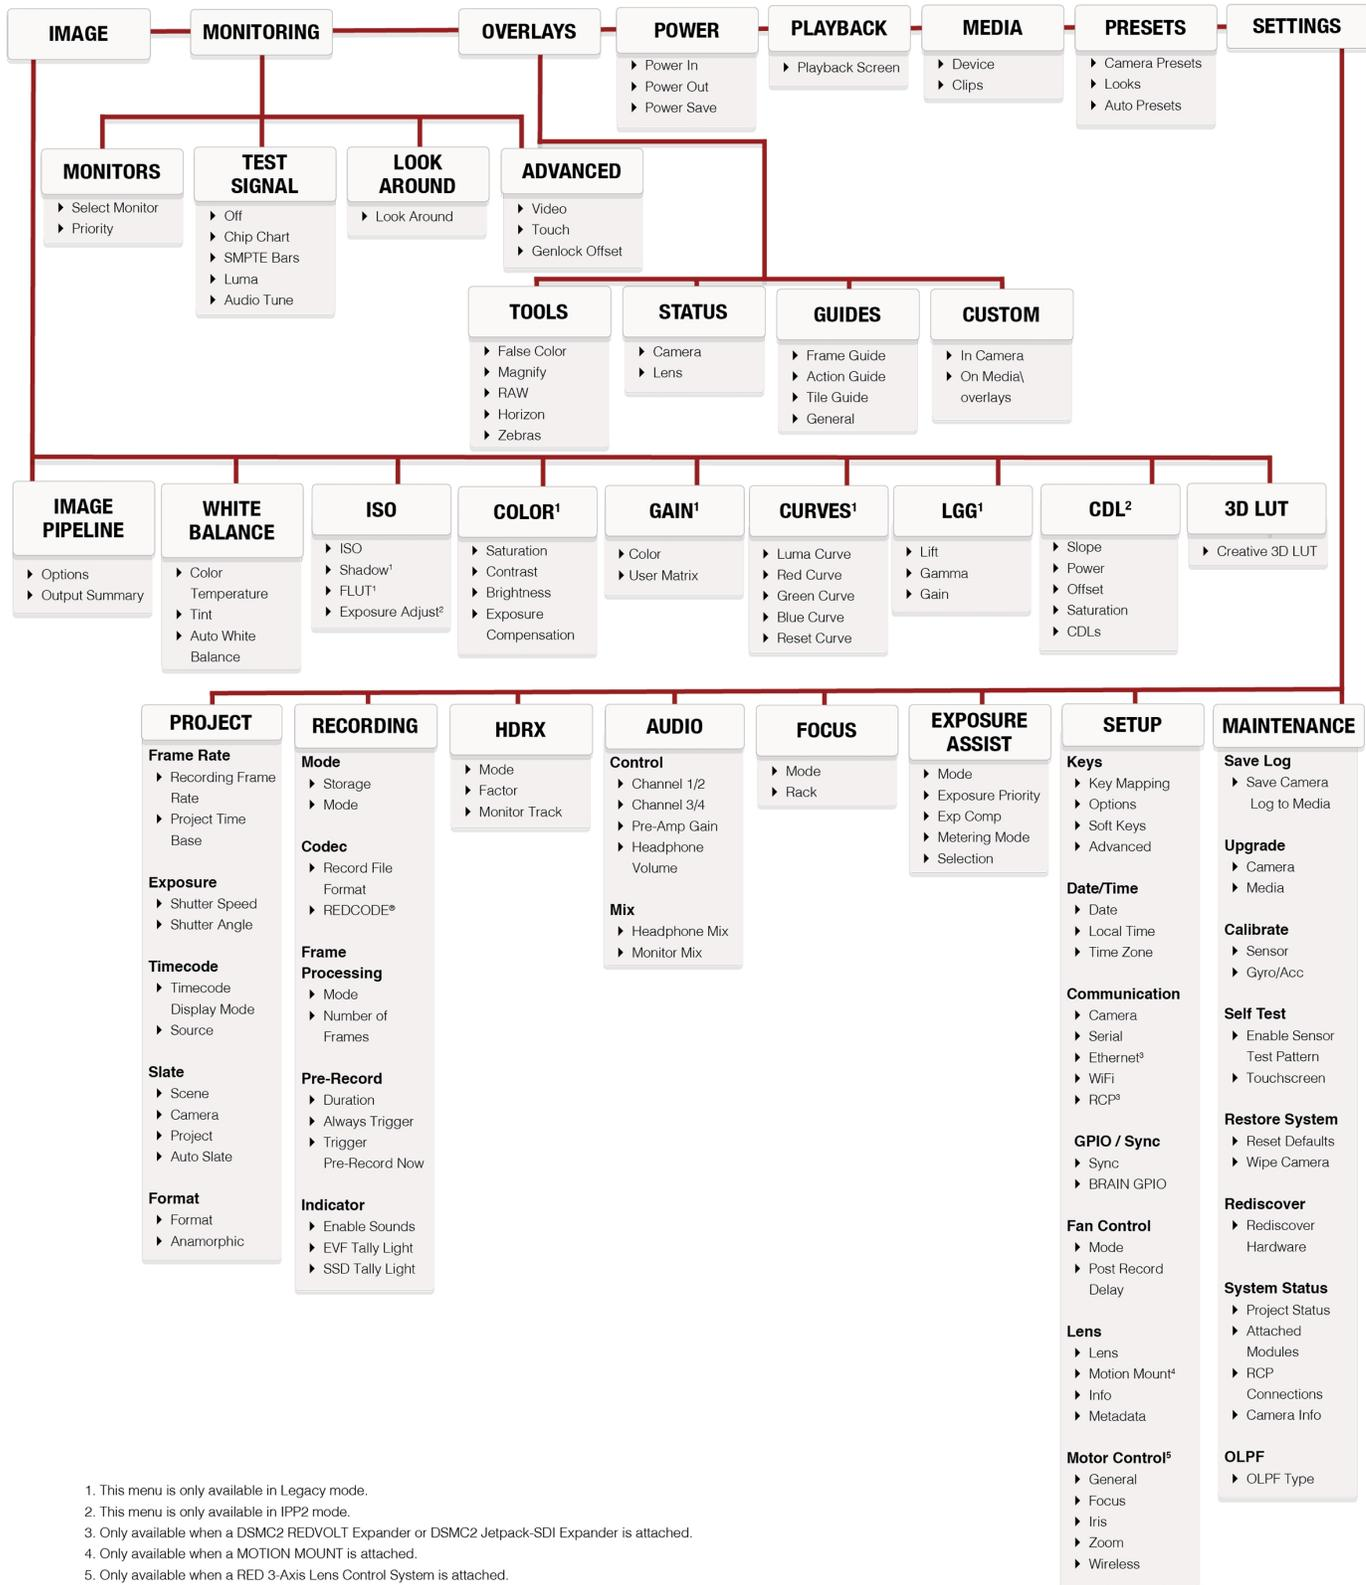 IMAGE
MONITORING
OVERLAYS
POWER
Power In
Power Out
Power Save
PLAYBACK
Playback Screen
MEDIA
Device
Clips
PRESETS
Camera Presets
Looks
Auto Presets
SETTINGS
MONITORS
Select Monitor
Priority
TEST
SIGNAL
Off
Chip Chart
SMPTE Bars
Luma
Audio Tune
LOOK
AROUND
Look Around
ADVANCED
Video
Touch
Genlock Offset
TOOLS
False Color
Magnify
RAW
Horizon
Zebras
STATUS
Camera
Lens
GUIDES
Frame Guide
Action Guide
Tile Guide
General
CUSTOM
In Camera
On Media\
overlays
IMAGE
PIPELINE
Options
Output Summary
WHITE
BALANCE
Color
Temperature
Tint
Auto White
Balance
ISO
ISO
Shadow¹
FLUT¹
Exposure Adjust²
COLOR¹
Saturation
Contrast
Brightness
Exposure
Compensation
GAIN¹
Color
User Matrix
CURVES¹
Luma Curve
Red Curve
Green Curve
Blue Curve
Reset Curve
LGG¹
Lift
Gamma
Gain
CDL²
Slope
Power
Offset
Saturation
CDLs
3D LUT
Creative 3D LUT
PROJECT
Frame Rate
Recording Frame
Rate
Project Time
Base
Exposure
Shutter Speed
Shutter Angle
Timecode
Timecode
Display Mode
Source
Slate
Scene
Camera
Project
Auto Slate
Format
Format
Anamorphic
RECORDING
Mode
Storage
Mode
Codec
Record File
Format
REDCODE®
Frame
Processing
Mode
Number of
Frames
Pre-Record
Duration
Always Trigger
Trigger
Pre-Record Now
Indicator
Enable Sounds
EVF Tally Light
SSD Tally Light
HDRX
Mode
Factor
Monitor Track
AUDIO
Control
Channel 1/2
Channel 3/4
Pre-Amp Gain
Headphone
Volume
Mix
Headphone Mix
Monitor Mix
FOCUS
Mode
Rack
EXPOSURE
ASSIST
Mode
Exposure Priority
Exp Comp
Metering Mode
Selection
SETUP
Keys
Key Mapping
Options
Soft Keys
Advanced
Date/Time
Date
Local Time
Time Zone
Communication
Camera
Serial
Ethernet³
WiFi
RCP³
GPIO / Sync
Sync
BRAIN GPIO
Fan Control
Mode
Post Record
Delay
Lens
Lens
Motion Mount⁴
Info
Metadata
Motor Control⁵
General
Focus
Iris
Zoom
Wireless
MAINTENANCE
Save Log
Save Camera
Log to Media
Upgrade
Camera
Media
Calibrate
Sensor
Gyro/Acc
Self Test
Enable Sensor
Test Pattern
Touchscreen
Restore System
Reset Defaults
Wipe Camera
Rediscover
Rediscover
Hardware
System Status
Project Status
Attached
Modules
RCP
Connections
Camera Info
OLPF
OLPF Type
1. This menu is only available in Legacy mode.
2. This menu is only available in IPP2 mode.
3. Only available when a DSMC2 REDVOLT Expander or DSMC2 Jetpack-SDI Expander is attached.
4. Only available when a MOTION MOUNT is attached.
5. Only available when a RED 3-Axis Lens Control System is attached.